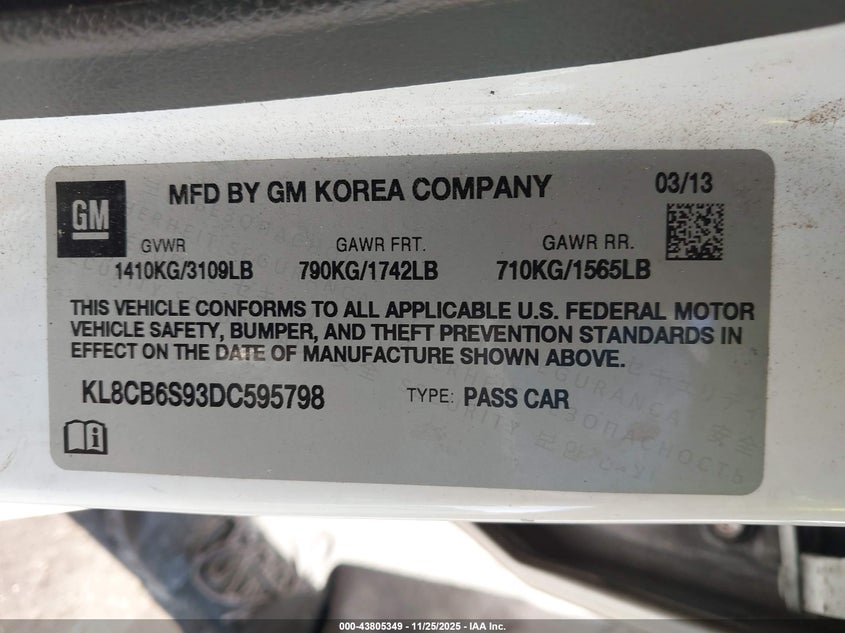 GM
MFD BY GM KOREA COMPANY
03/13
GVWR GAWR FRT. GAWR RR.
1410KG/3109LB 790KG/1742LB 710KG/1565LB
THIS VEHICLE CONFORMS TO ALL APPLICABLE U.S. FEDERAL MOTOR
VEHICLE SAFETY, BUMPER, AND THEFT PREVENTION STANDARDS IN
EFFECT ON THE DATE OF MANUFACTURE SHOWN ABOVE.
KL8CB6S93DC595798 TYPE: PASS CAR
000-43805349 - 11/25/2025 - IAA Inc.